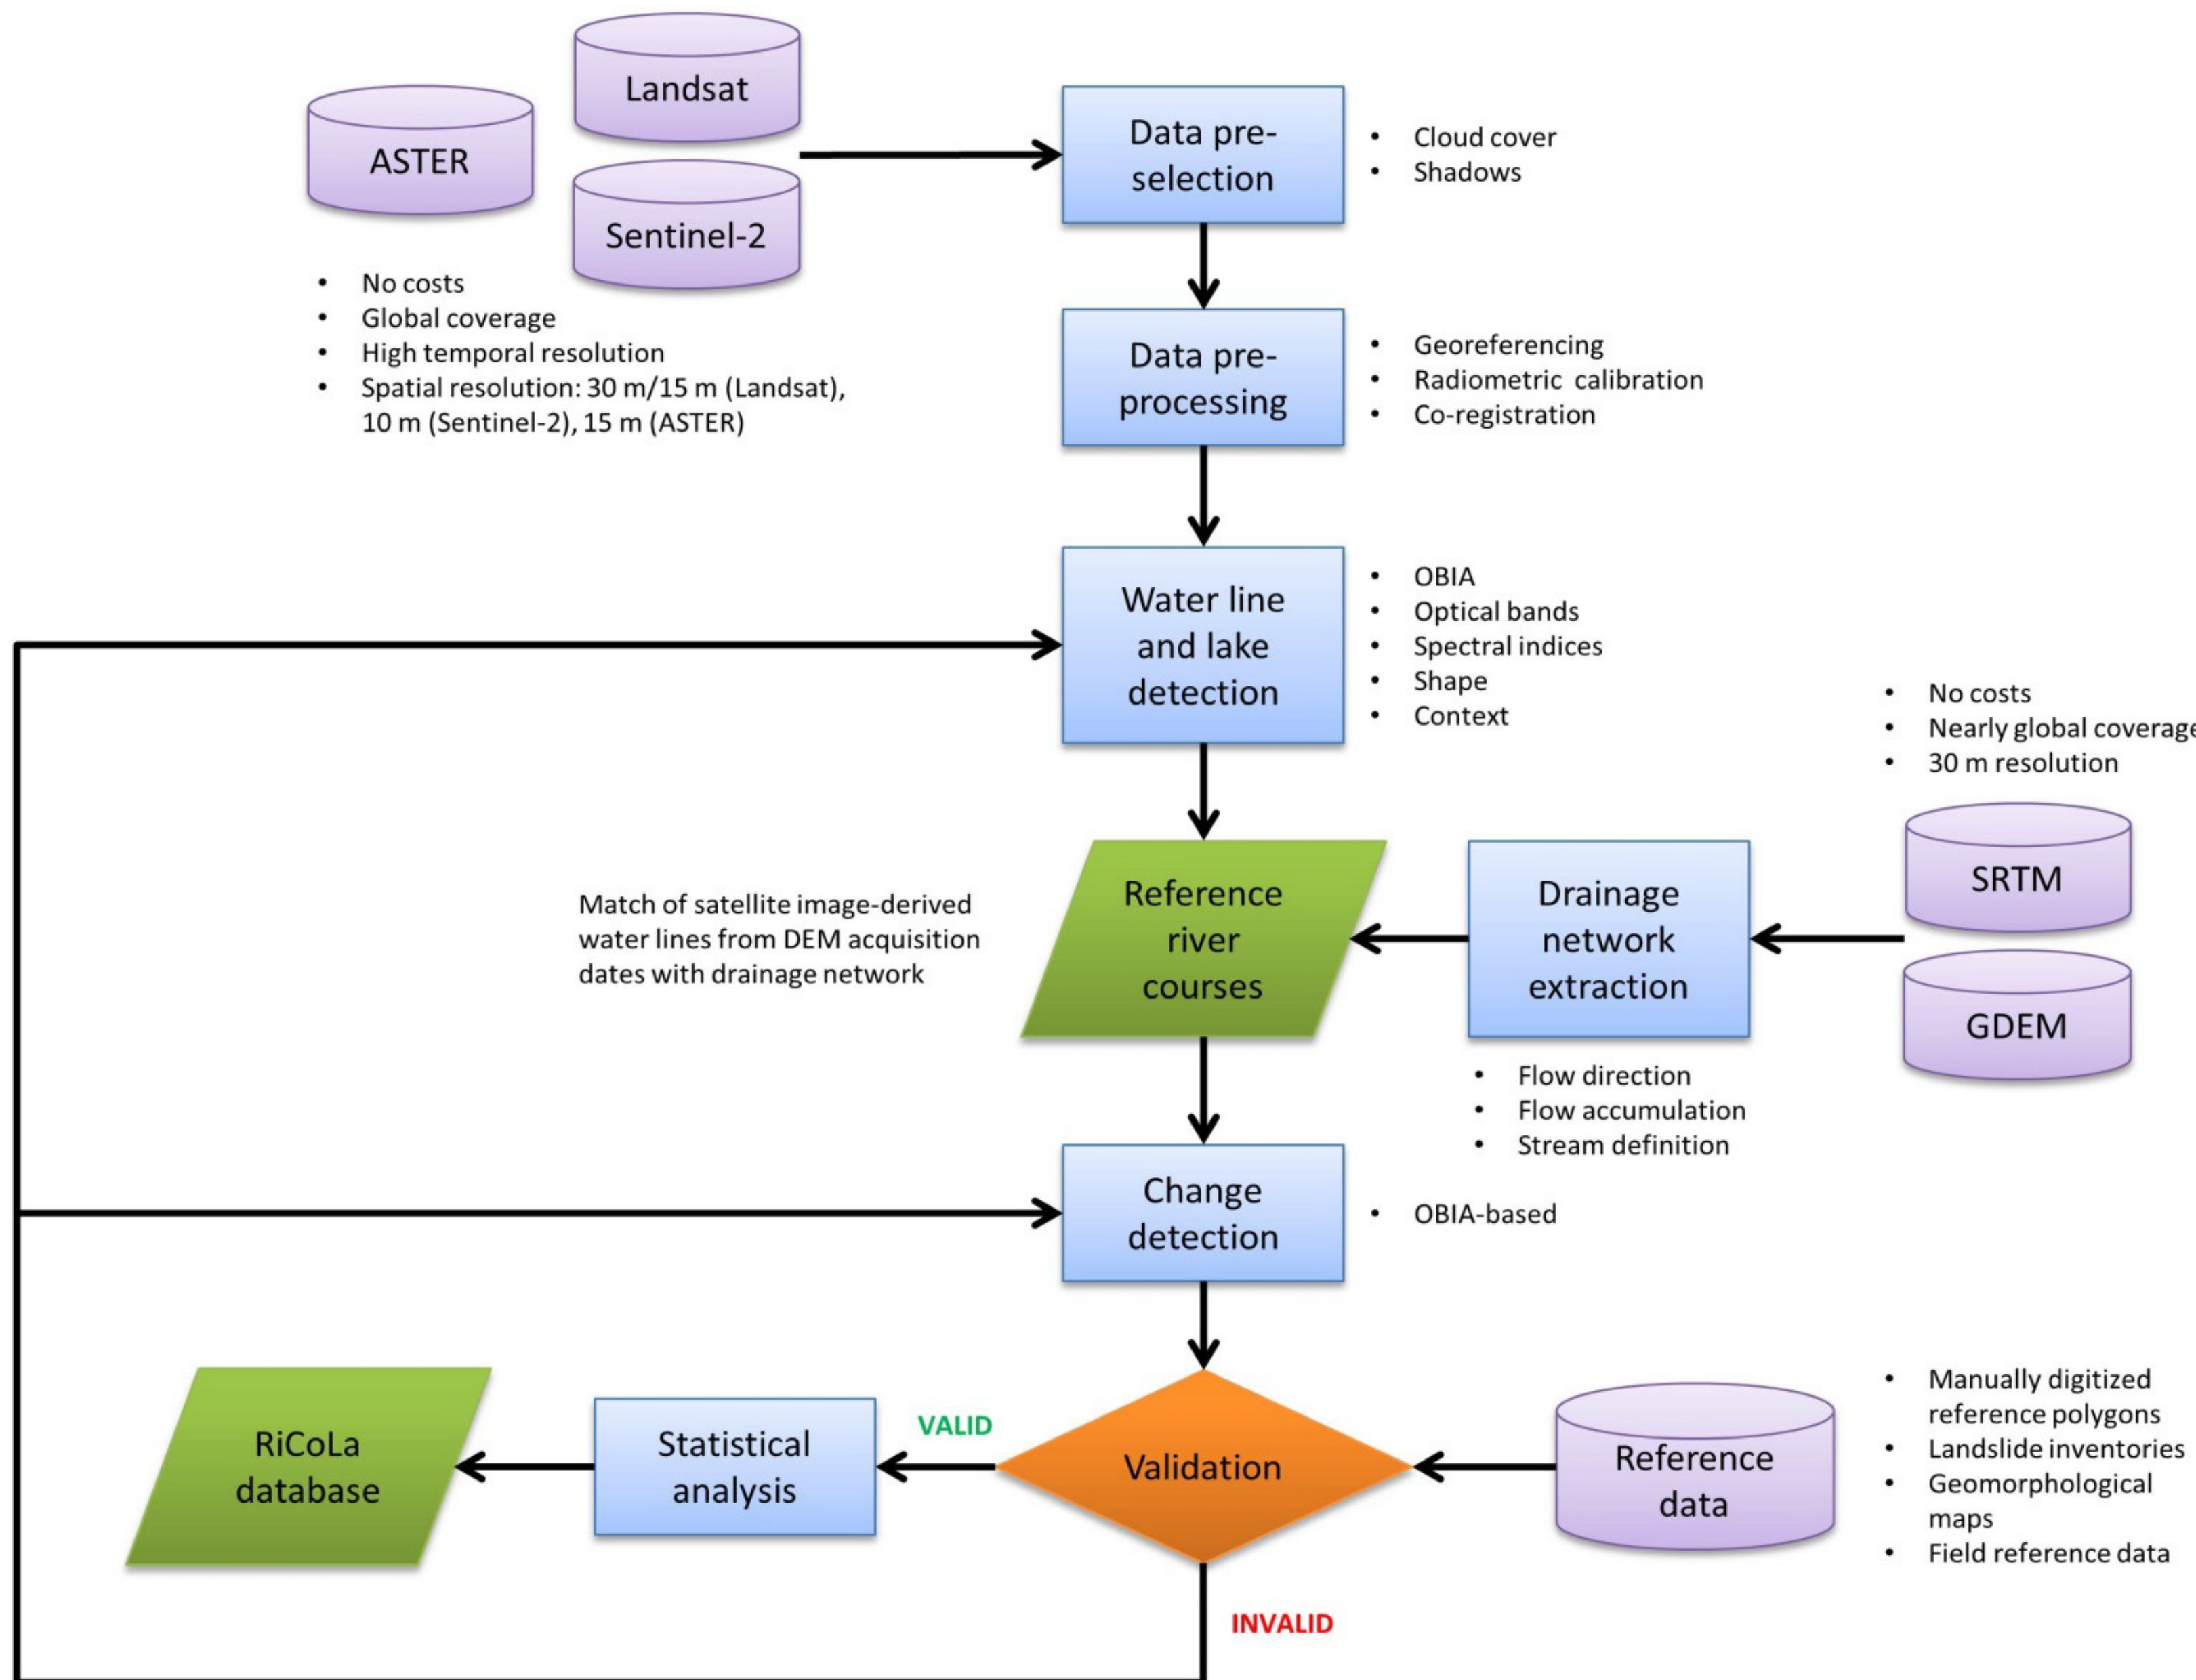 Landsat
ASTER
Sentinel-2
• No costs
• Global coverage
• High temporal resolution
• Spatial resolution: 30 m/15 m (Landsat),
10 m (Sentinel-2), 15 m (ASTER)
Data pre-
selection
• Cloud cover
• Shadows
Data pre-
processing
• Georeferencing
• Radiometric calibration
• Co-registration
Water line
and lake
detection
• OBIA
• Optical bands
• Spectral indices
• Shape
• Context
• No costs
• Nearly global coverage
• 30 m resolution
SRTM
GDEM
Drainage
network
extraction
• Flow direction
• Flow accumulation
• Stream definition
Reference
river
courses
Match of satellite image-derived
water lines from DEM acquisition
dates with drainage network
Change
detection
• OBIA-based
Validation
Reference
data
• Manually digitized
reference polygons
• Landslide inventories
• Geomorphological
maps
• Field reference data
VALID
Statistical
analysis
RiCoLa
database
INVALID